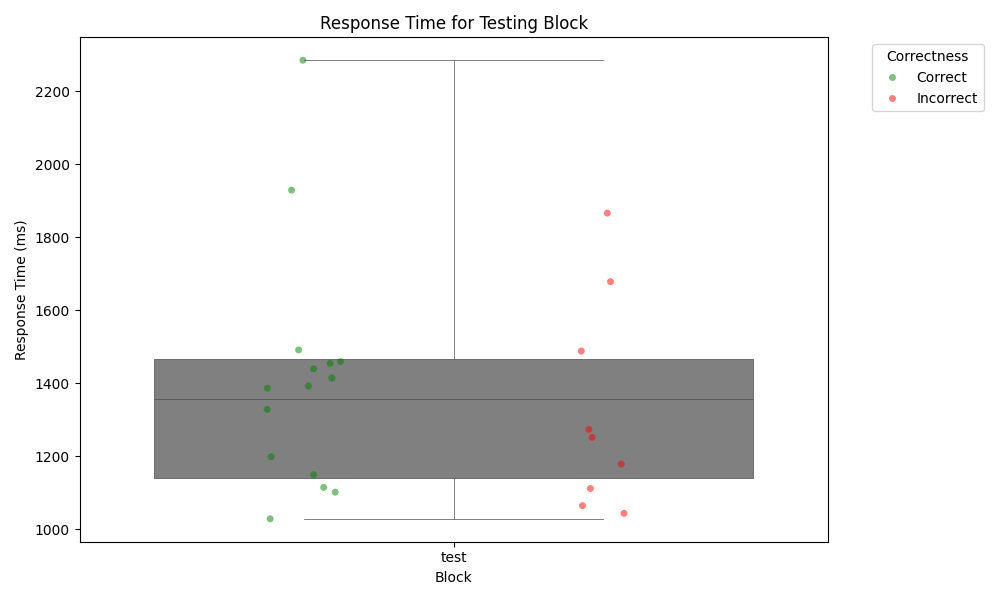 Response Time for Testing Block
Correctness
Correct
Incorrect
Response Time (ms)
2200
2000
1800
1600
1400
1200
1000
test
Block